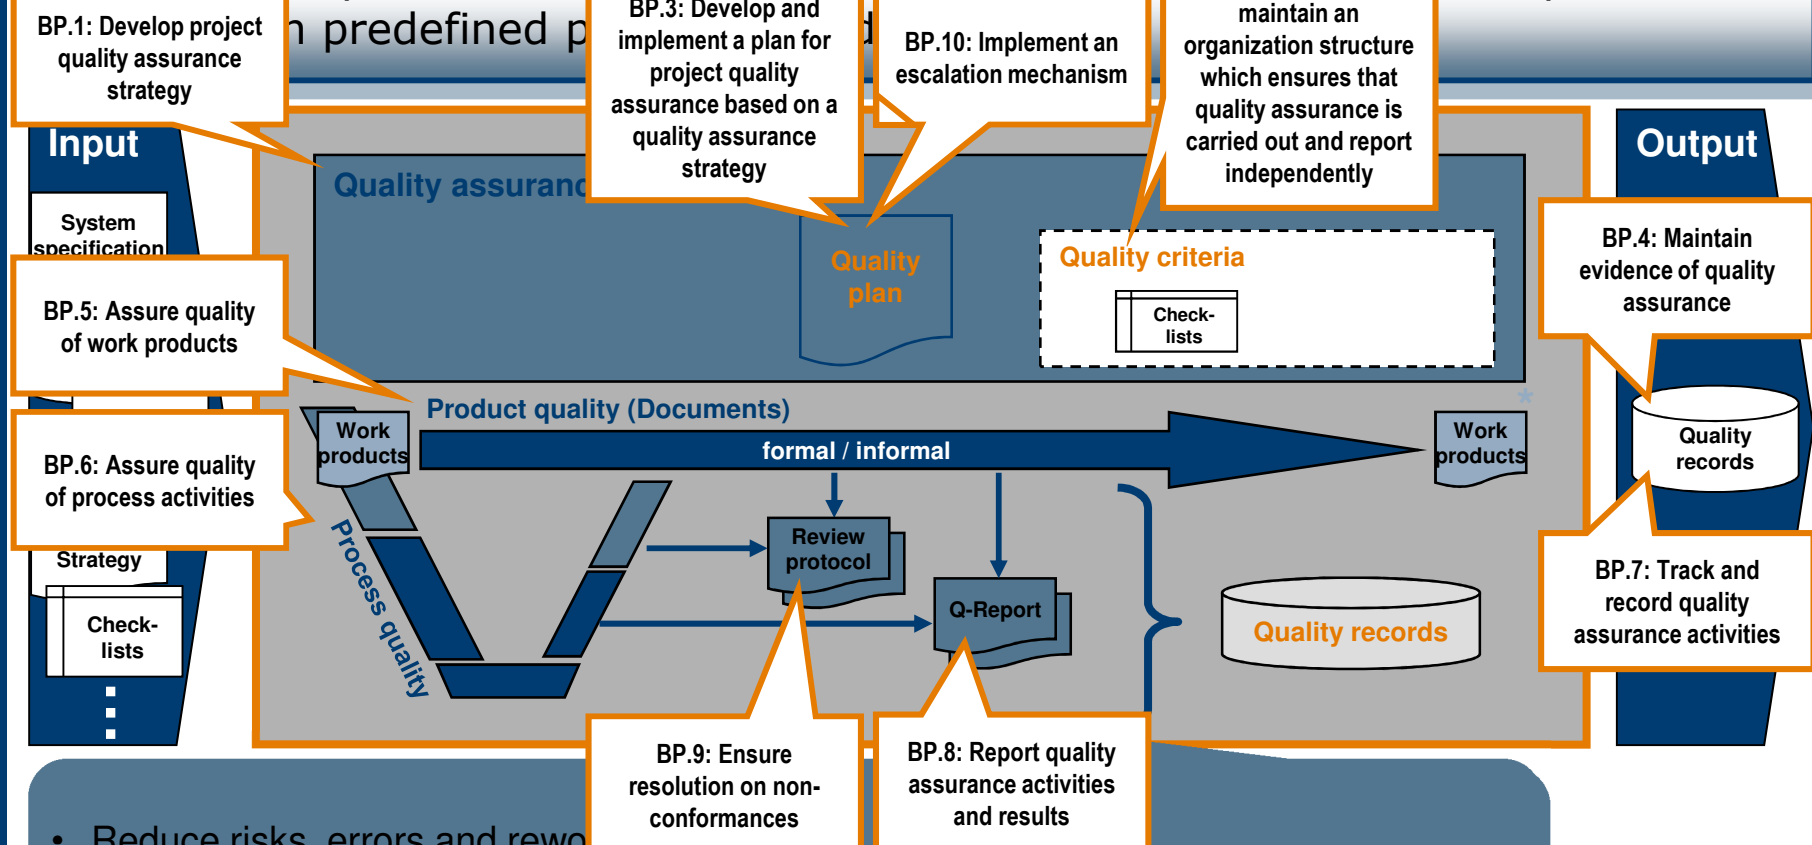 predefined
BP.1: Develop project
quality assurance
strategy
BP.3: Develop and
implement a plan for
project quality
assurance based on a
quality assurance
strategy
BP.10: Implement an
escalation mechanism
maintain an
organization structure
which ensures that
quality assurance is
carried out and report
independently
Input
Output
System
specification
Quality
plan
Quality criteria
Check-
lists
BP.4: Maintain
evidence of quality
assurance
BP.5: Assure quality
of work products
Product quality (Documents)
*
Work
products
formal / informal
Work
products
Quality
records
BP.6: Assure quality
of process activities
Process quality
Review
protocol
Q-Report
Quality records
Strategy
Check-
lists
BP.7: Track and
record quality
assurance activities
BP.9: Ensure
resolution on non-
conformances
BP.8: Report quality
assurance activities
and results
• Reduce risks, errors and